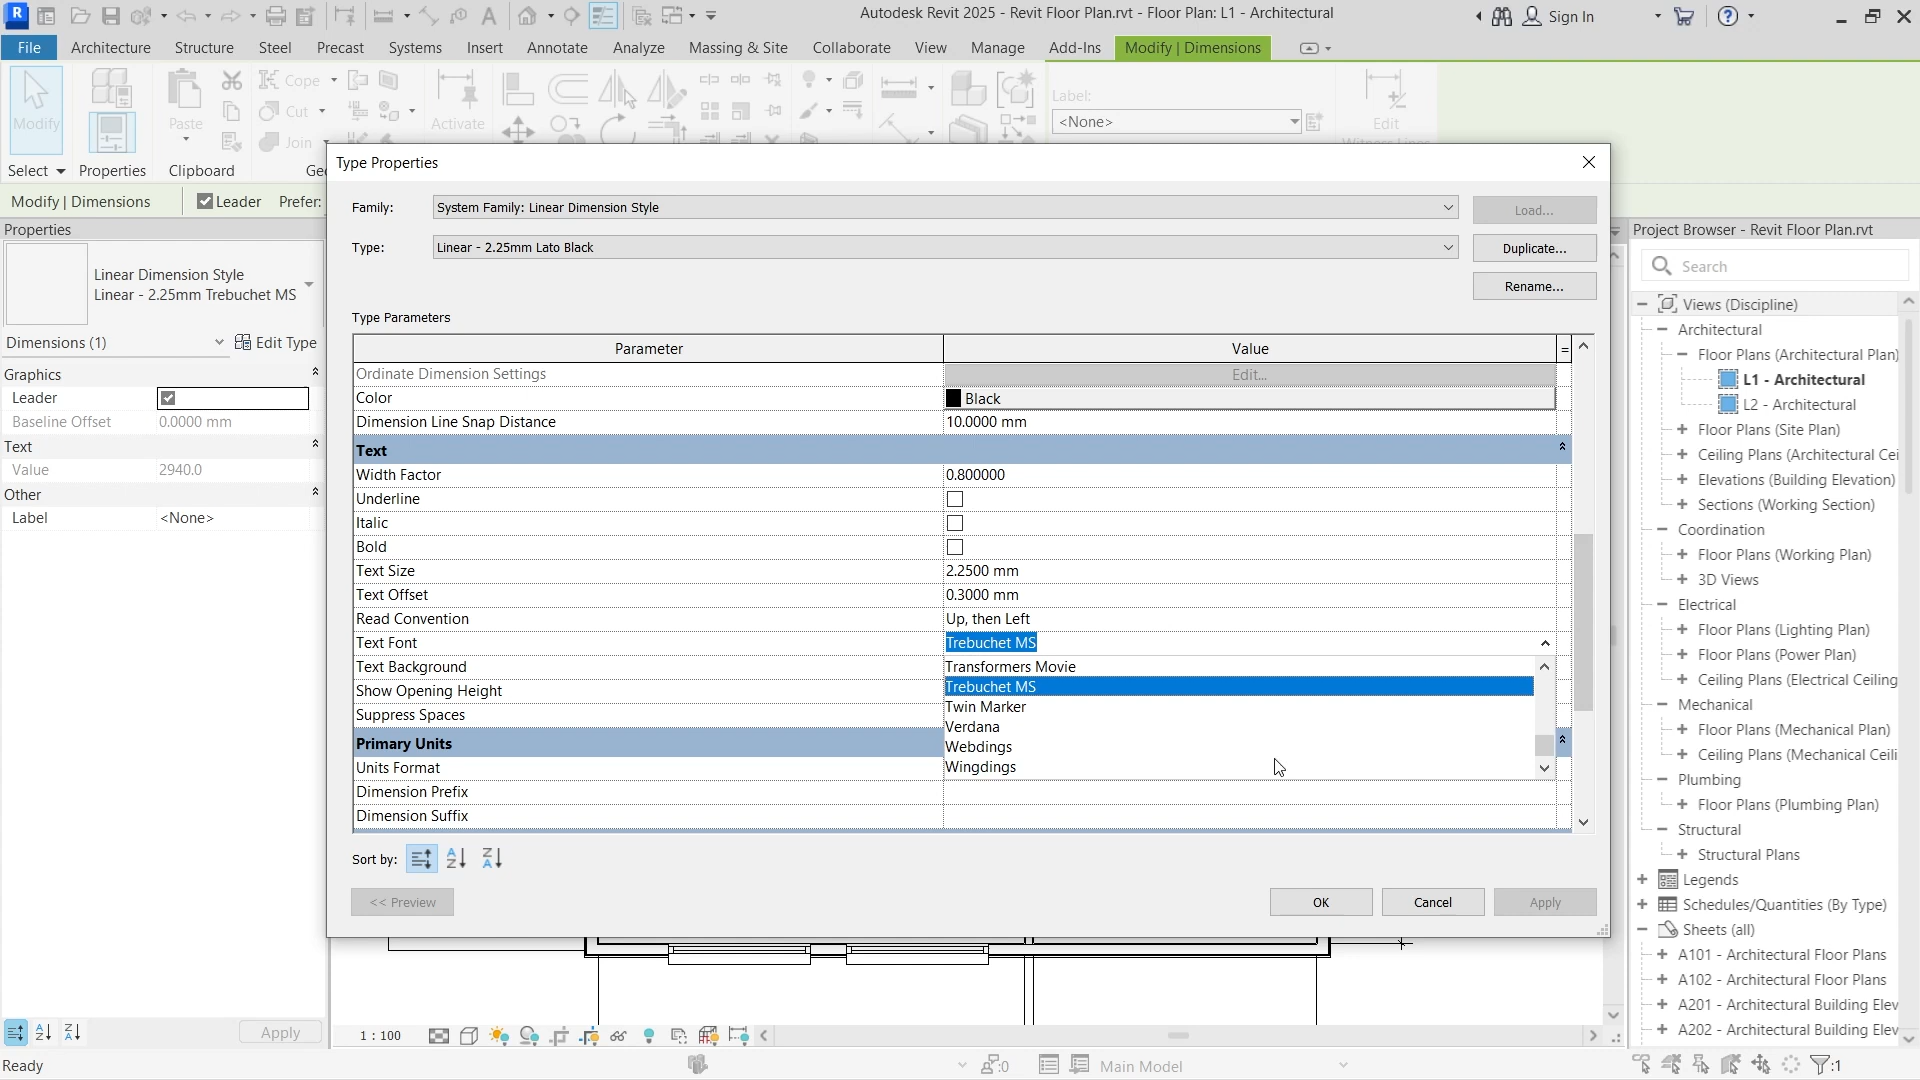 Autodesk Revit 2025 - Revit Floor Plan.rvt - Floor Plan: L1 - Architectural
Sign In
File
Architecture
Structure
Steel
Precast
Systems
Insert
Annotate
Analyze
Massing & Site
Collaborate
View
Manage
Add-Ins
Modify | Dimensions
Modify
Paste
Cope
Cut
Join
Activate
Label:
<None>
Edit
Witness Lines
Select
Properties
Clipboard
Modify | Dimensions
Leader
Prefer:
Properties
Linear Dimension Style
Linear - 2.25mm Trebuchet MS
Dimensions (1)
Edit Type
Graphics
Leader
Baseline Offset 0.0000 mm
Text
Value 2940.0
Other
Label <None>
Apply
Type Properties
Family: System Family: Linear Dimension Style
Load...
Type: Linear - 2.25mm Lato Black
Duplicate...
Rename...
Type Parameters
Parameter Value =
Ordinate Dimension Settings Edit...
Color Black
Dimension Line Snap Distance 10.0000 mm
Text
Width Factor 0.800000
Underline
Italic
Bold
Text Size 2.2500 mm
Text Offset 0.3000 mm
Read Convention Up, then Left
Text Font Trebuchet MS
Text Background
Show Opening Height
Suppress Spaces
Primary Units
Units Format
Dimension Prefix
Dimension Suffix
Transformers Movie
Trebuchet MS
Twin Marker
Verdana
Webdings
Wingdings
Sort by:
<< Preview
OK
Cancel
Apply
Project Browser - Revit Floor Plan.rvt
Search
Views (Discipline)
Architectural
Floor Plans (Architectural Plan)
L1 - Architectural
L2 - Architectural
Floor Plans (Site Plan)
Ceiling Plans (Architectural Cei
Elevations (Building Elevation)
Sections (Working Section)
Coordination
Floor Plans (Working Plan)
3D Views
Electrical
Floor Plans (Lighting Plan)
Floor Plans (Power Plan)
Ceiling Plans (Electrical Ceiling
Mechanical
Floor Plans (Mechanical Plan)
Ceiling Plans (Mechanical Ceili
Plumbing
Floor Plans (Plumbing Plan)
Structural
Structural Plans
Legends
Schedules/Quantities (By Type)
Sheets (all)
A101 - Architectural Floor Plans
A102 - Architectural Floor Plans
A201 - Architectural Building Elev
A202 - Architectural Building Elev
1 : 100
Ready
:0
Main Model
:1